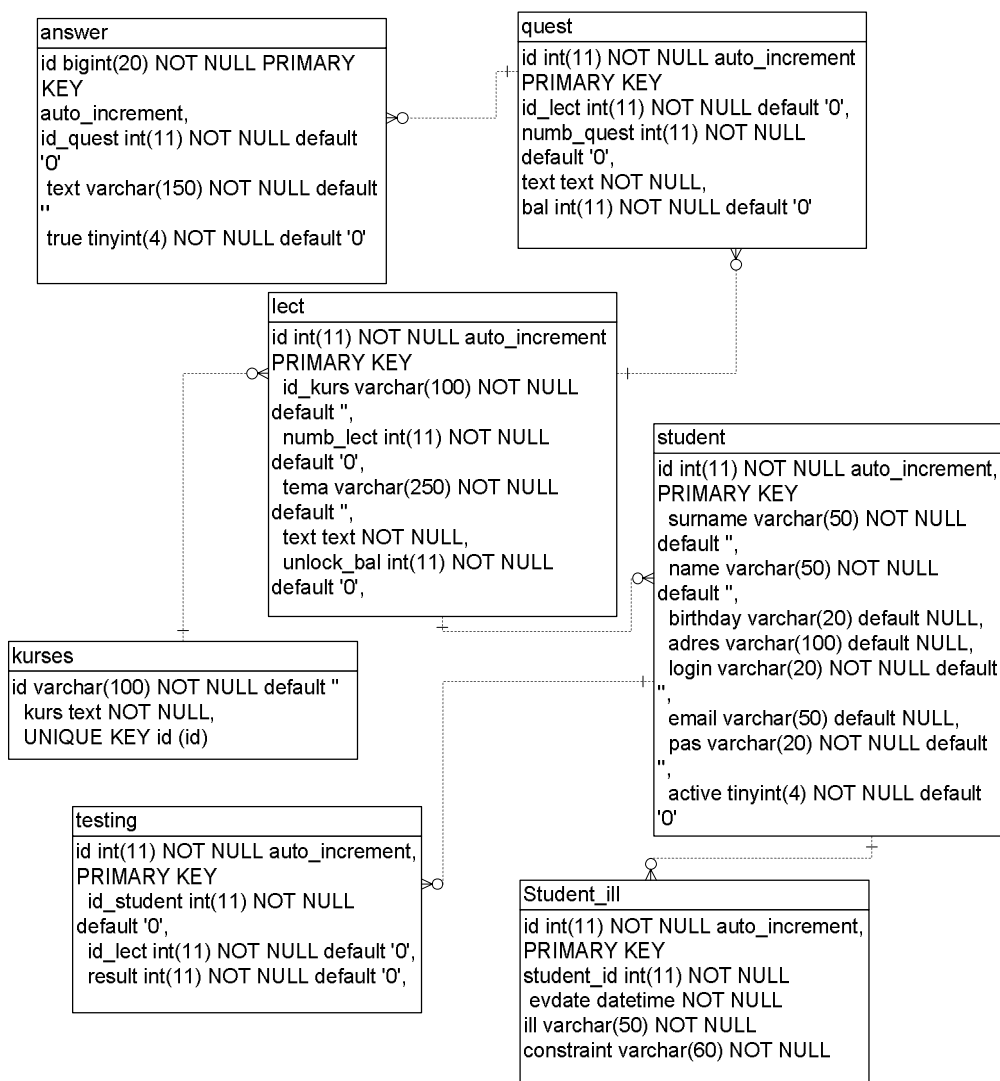 answer
id bigint(20) NOT NULL PRIMARY
KEY
auto_increment,
id_quest int(11) NOT NULL default
'0'
text varchar(150) NOT NULL default
''
true tinyint(4) NOT NULL default '0'
quest
id int(11) NOT NULL auto_increment
PRIMARY KEY
id_lect int(11) NOT NULL default '0',
numb_quest int(11) NOT NULL
default '0',
text text NOT NULL,
bal int(11) NOT NULL default '0'
lect
id int(11) NOT NULL auto_increment
PRIMARY KEY
id_kurs varchar(100) NOT NULL
default '',
numb_lect int(11) NOT NULL
default '0',
tema varchar(250) NOT NULL
default '',
text text NOT NULL,
unlock_bal int(11) NOT NULL
default '0',
student
id int(11) NOT NULL auto_increment,
PRIMARY KEY
surname varchar(50) NOT NULL
default '',
name varchar(50) NOT NULL
default '',
birthday varchar(20) default NULL,
adres varchar(100) default NULL,
login varchar(20) NOT NULL default
'',
email varchar(50) default NULL,
pas varchar(20) NOT NULL default
'',
active tinyint(4) NOT NULL default
'0'
kurses
id varchar(100) NOT NULL default ''
kurs text NOT NULL,
UNIQUE KEY id (id)
testing
id int(11) NOT NULL auto_increment,
PRIMARY KEY
id_student int(11) NOT NULL
default '0',
id_lect int(11) NOT NULL default '0',
result int(11) NOT NULL default '0',
Student_ill
id int(11) NOT NULL auto_increment,
PRIMARY KEY
student_id int(11) NOT NULL
evdate datetime NOT NULL
ill varchar(50) NOT NULL
constraint varchar(60) NOT NULL